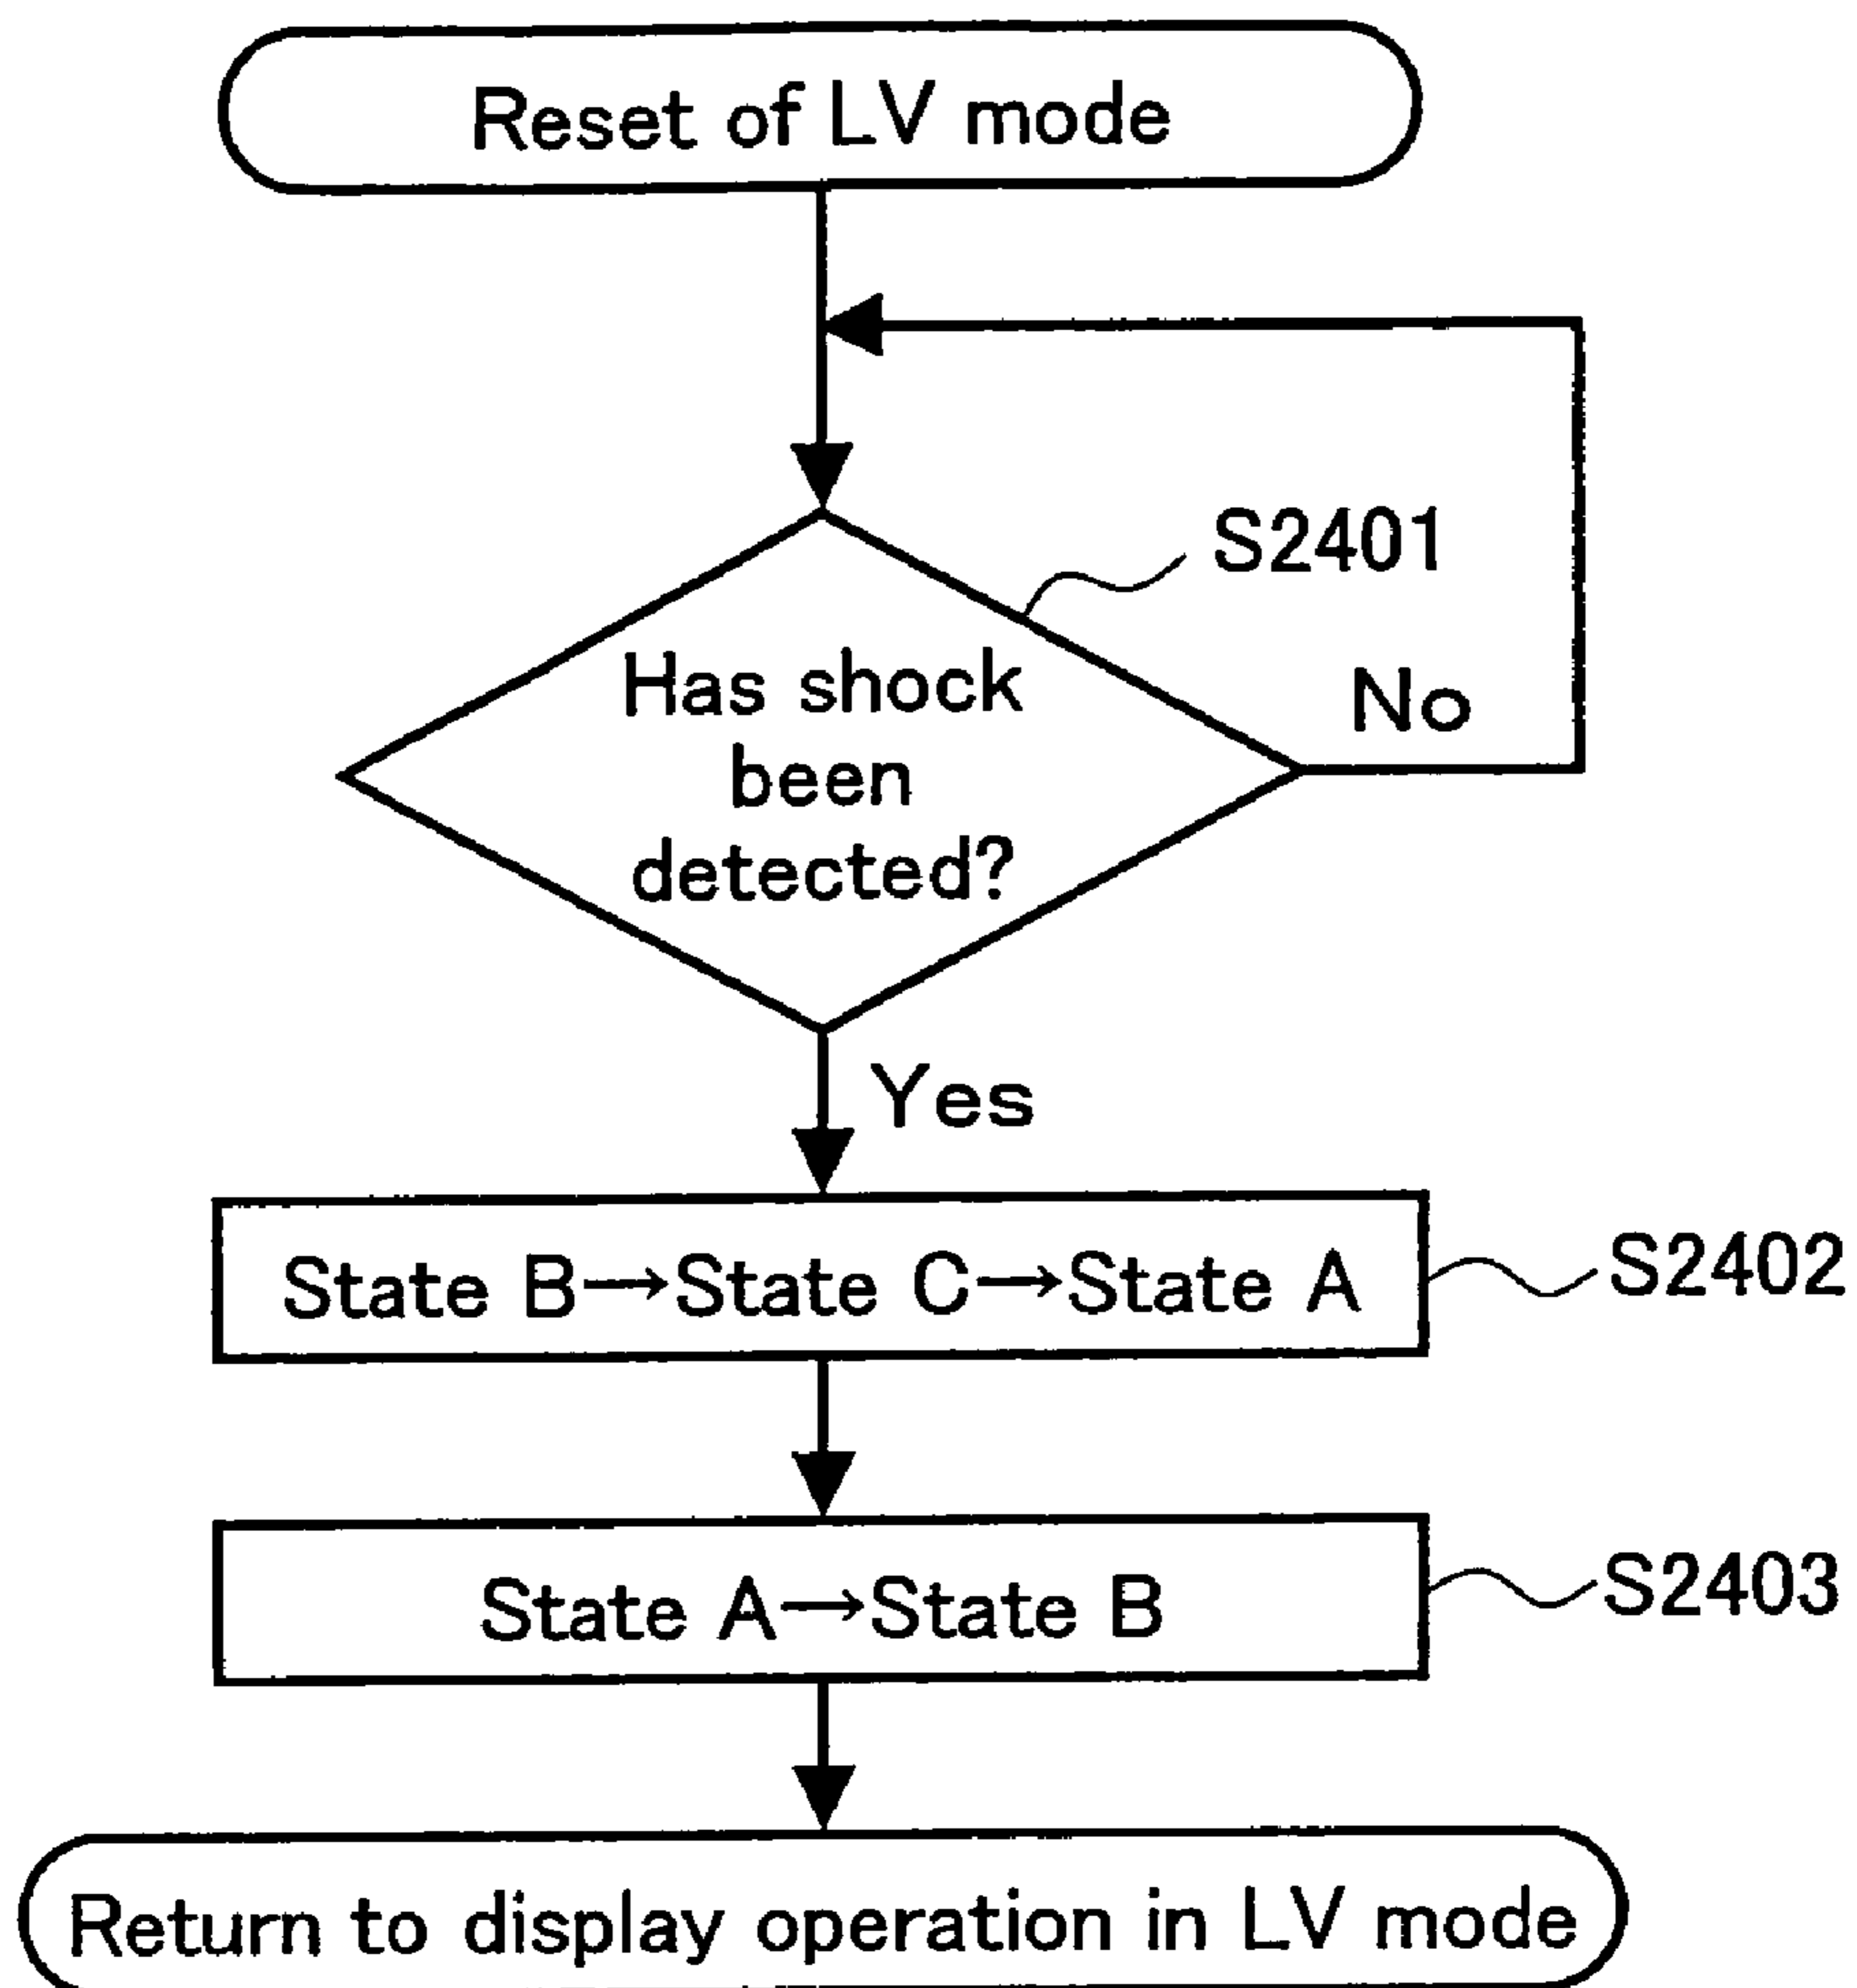 Reset of LV mode
S2401
Has shock
been
detected?
No
Yes
State B→State C→State A
S2402
State A→State B
S2403
Return to display operation in LV mode